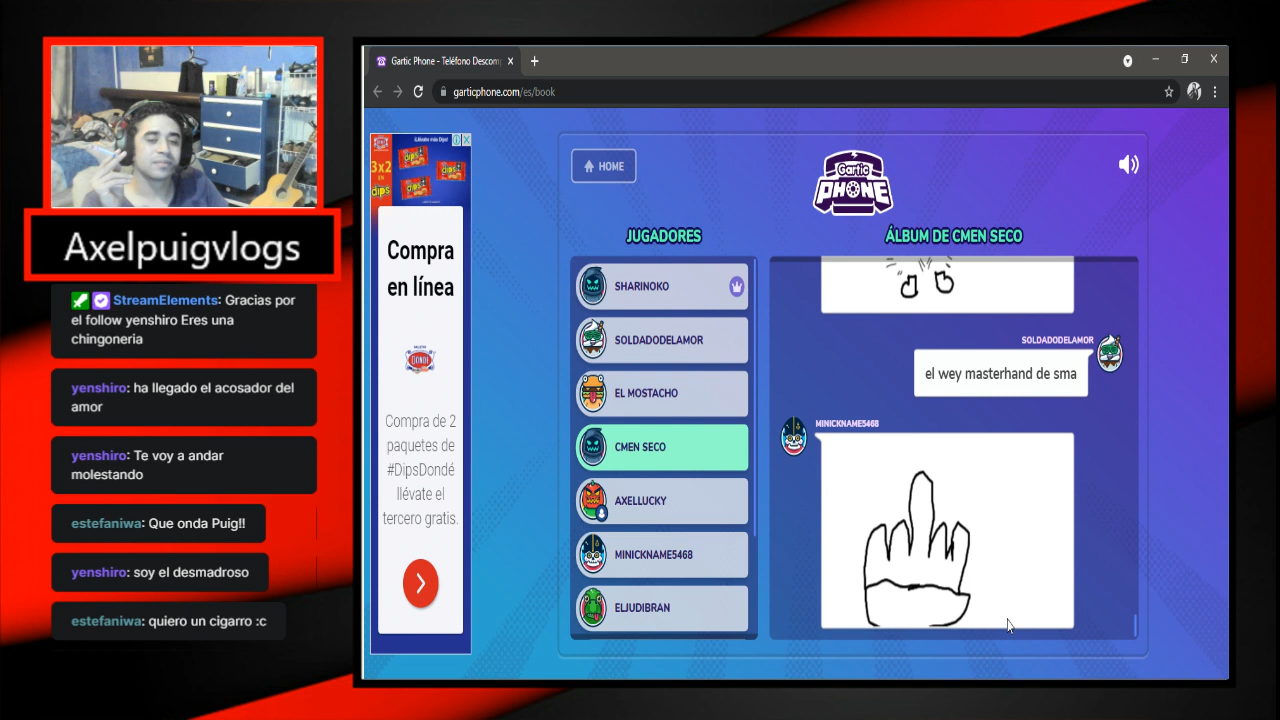 Axelpuigvlogs
StreamElements: Gracias por
el follow yenshiro Eres una
chingoneria
yenshiro: ha llegado el acosador del
amor
yenshiro: Te voy a andar
molestando
estefaniwa: Que onda Puig!!
yenshiro: soy el desmadroso
estefaniwa: quiero un cigarro :c
Gartic Phone - Teléfono Descom
garticphone.com/es/book
3x2
EN
dips
Compra
en línea
DONDE
Compra de 2
paquetes de
#DipsDondé
llévate el
tercero gratis.
HOME
Gartic
PHONE
JUGADORES
SHARINOKO
SOLDADODELAMOR
EL MOSTACHO
CMEN SECO
AXELLUCKY
MINICKNAME5468
ELJUDIBRAN
ÁLBUM DE CMEN SECO
SOLDADODELAMOR
el wey masterhand de sma
MINICKNAME5468